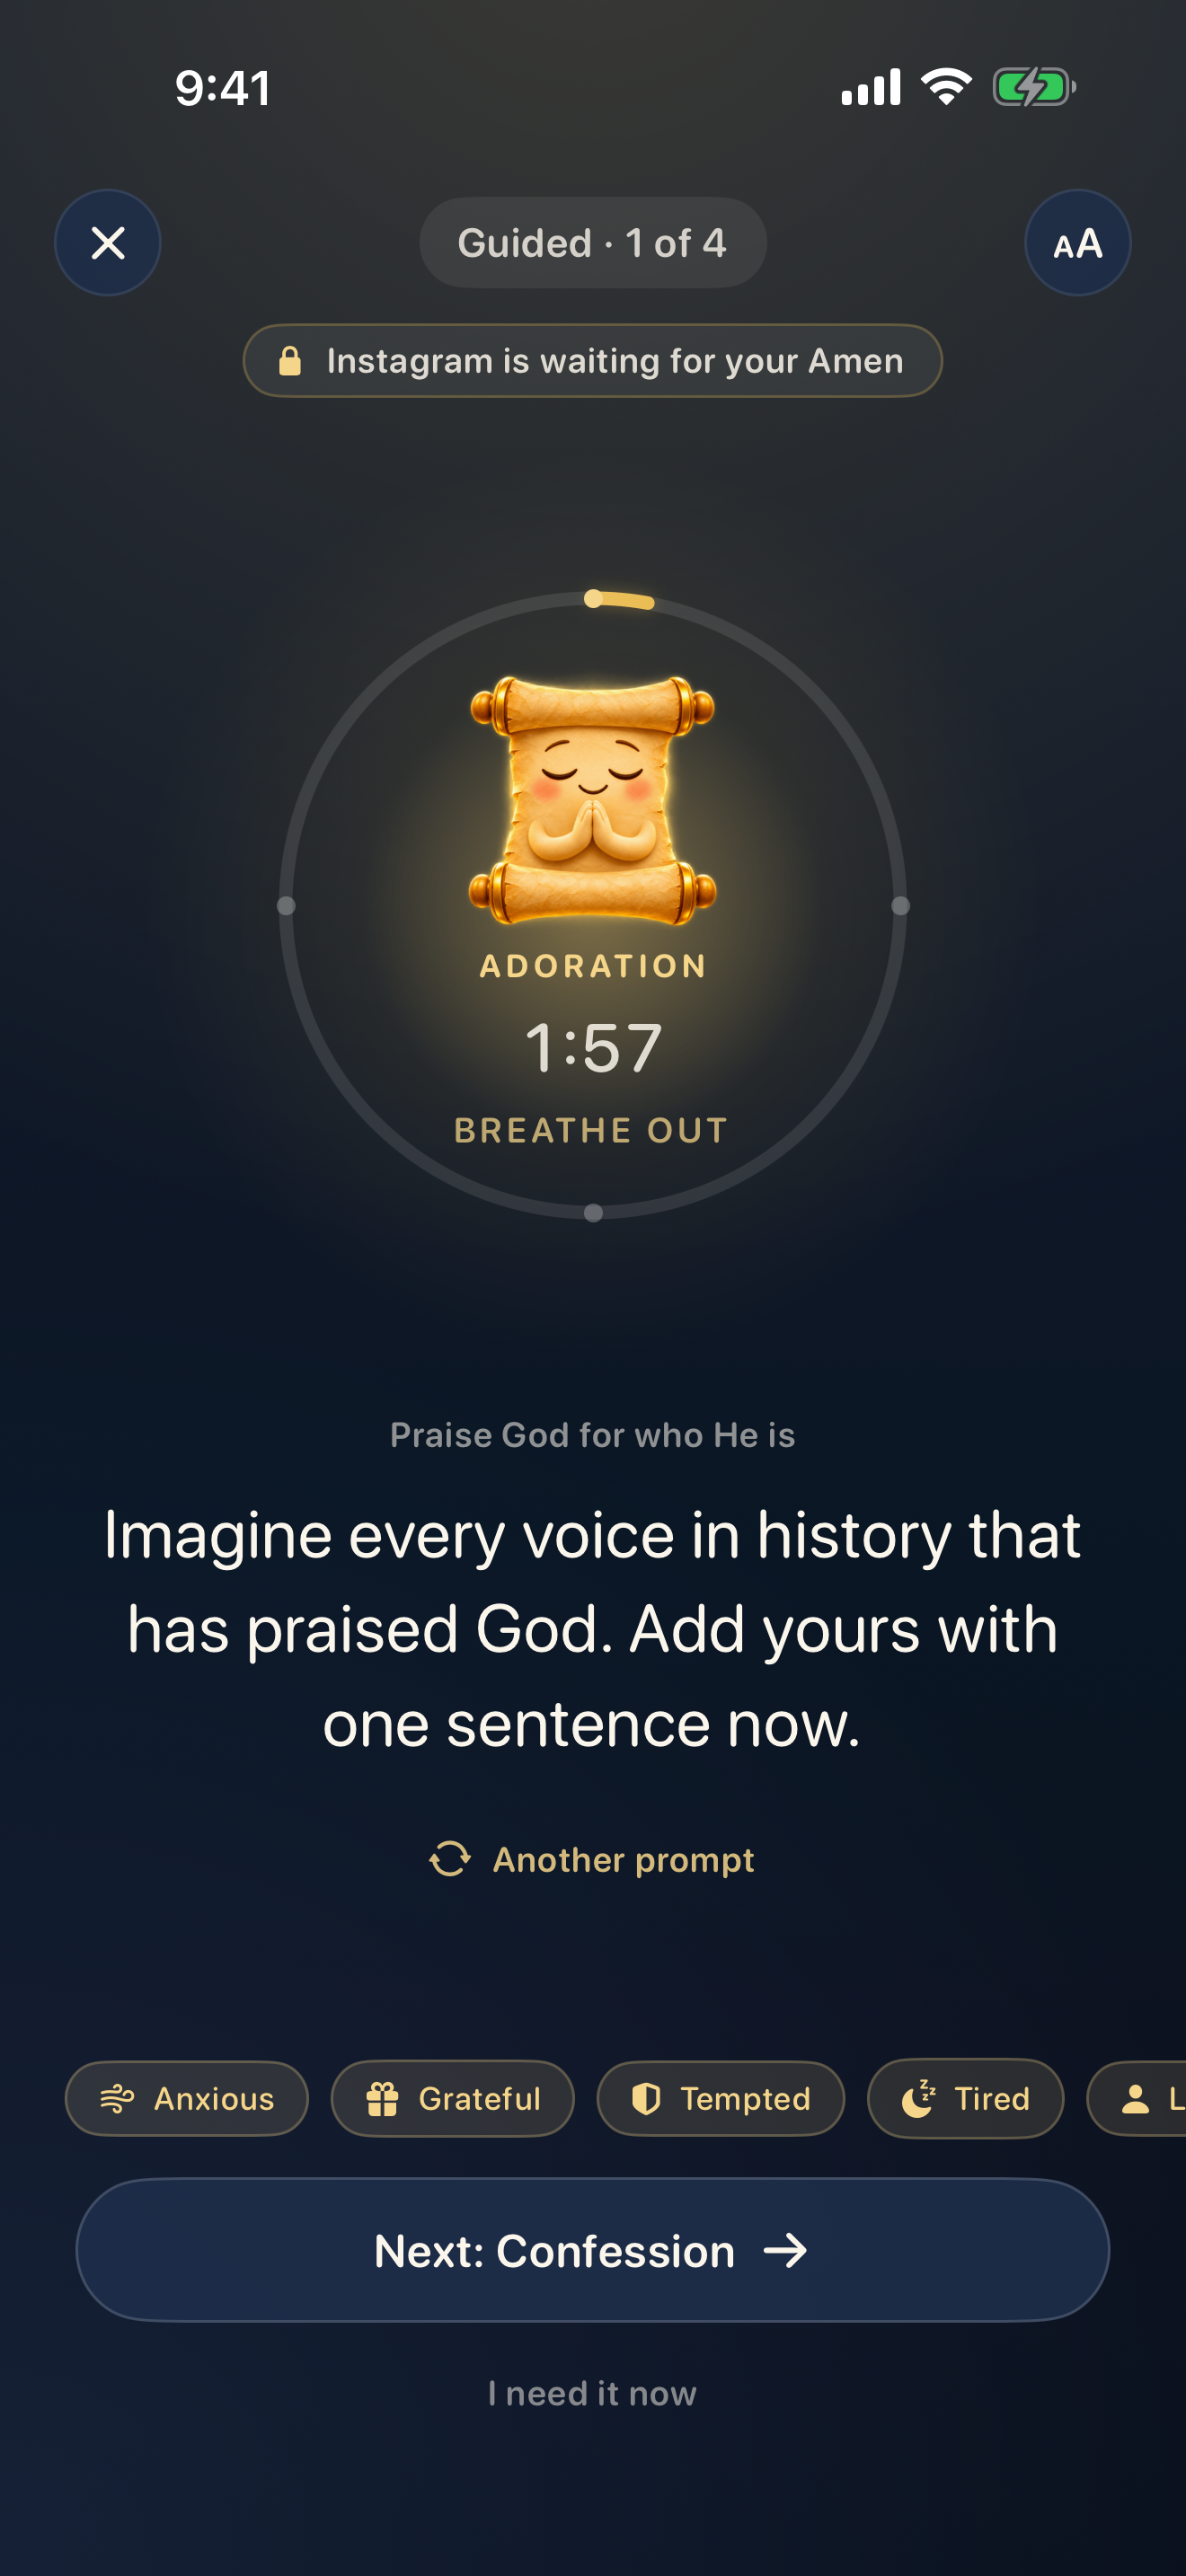 9:41
Guided · 1 of 4
AA
Instagram is waiting for your Amen
ADORATION
1:57
BREATHE OUT
Praise God for who He is
Imagine every voice in history that
has praised God. Add yours with
one sentence now.
Another prompt
Anxious Grateful Tempted Tired L
Next: Confession →
I need it now